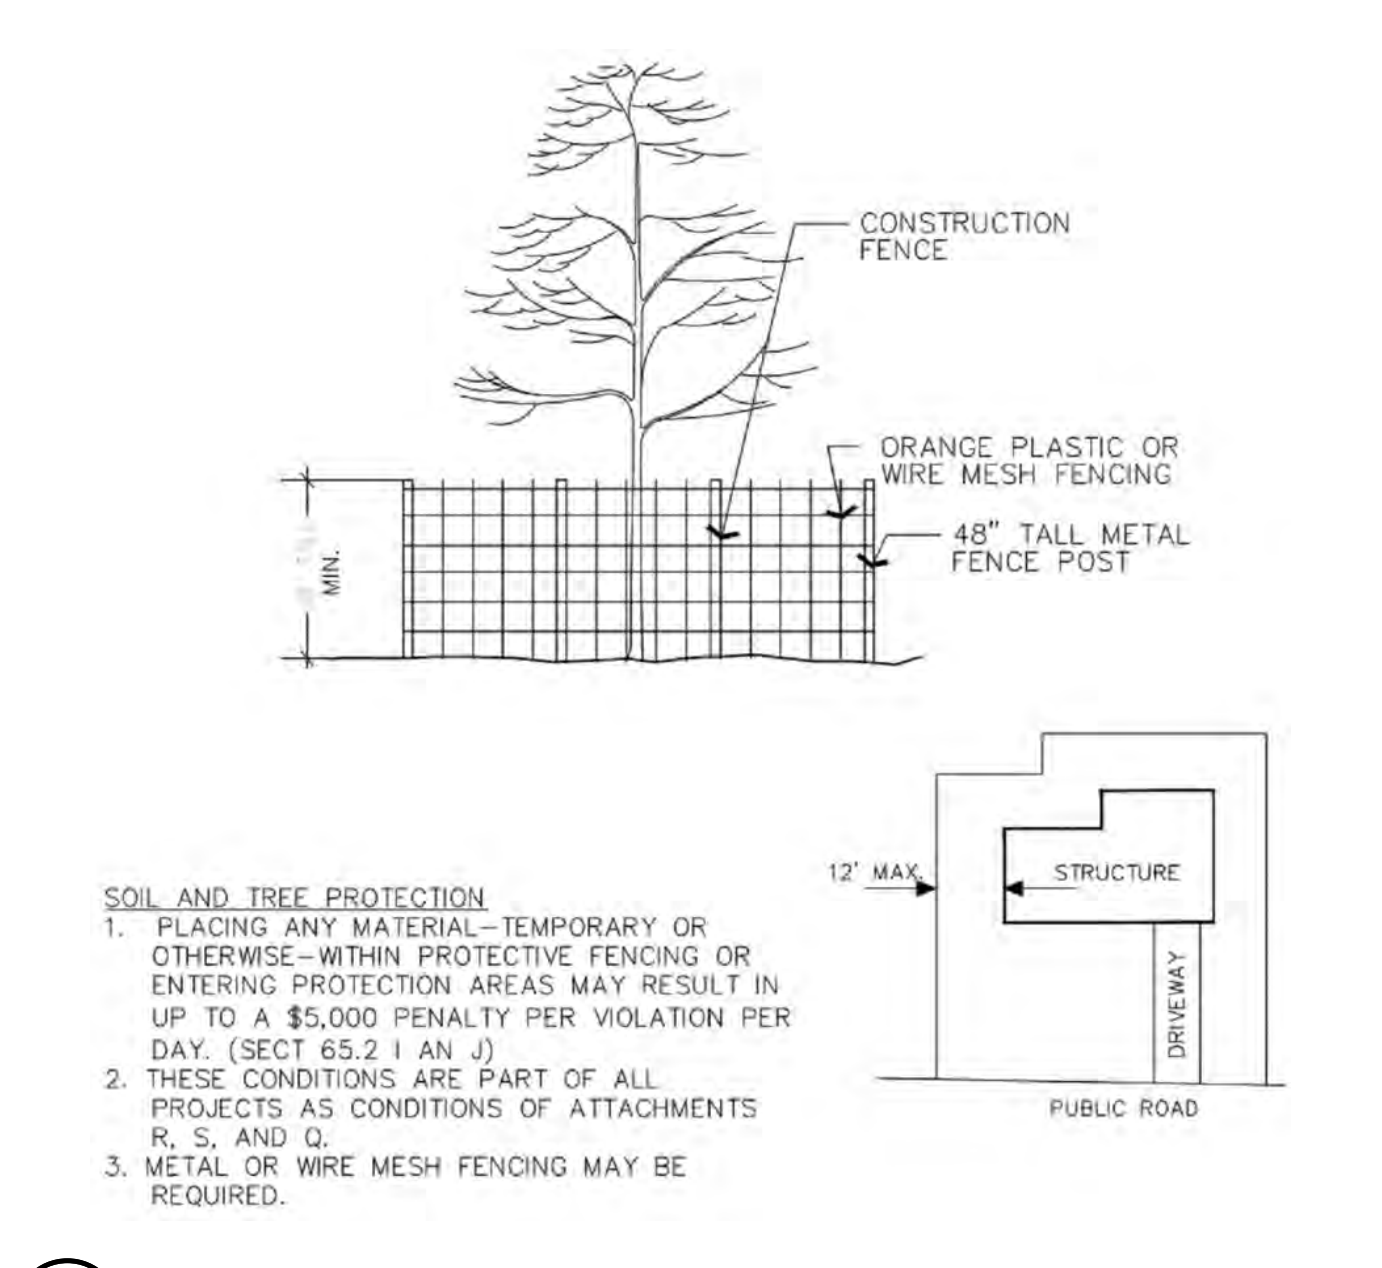 CONSTRUCTION
FENCE
ORANGE PLASTIC OR
WIRE MESH FENCING
48" TALL METAL
FENCE POST
MIN.
12' MAX.
STRUCTURE
DRIVEWAY
PUBLIC ROAD
SOIL AND TREE PROTECTION
1. PLACING ANY MATERIAL-TEMPORARY OR
OTHERWISE-WITHIN PROTECTIVE FENCING OR
ENTERING PROTECTION AREAS MAY RESULT IN
UP TO A $5,000 PENALTY PER VIOLATION PER
DAY. (SECT 65.2 I AN J)
2. THESE CONDITIONS ARE PART OF ALL
PROJECTS AS CONDITIONS OF ATTACHMENTS
R, S, AND Q.
3. METAL OR WIRE MESH FENCING MAY BE
REQUIRED.